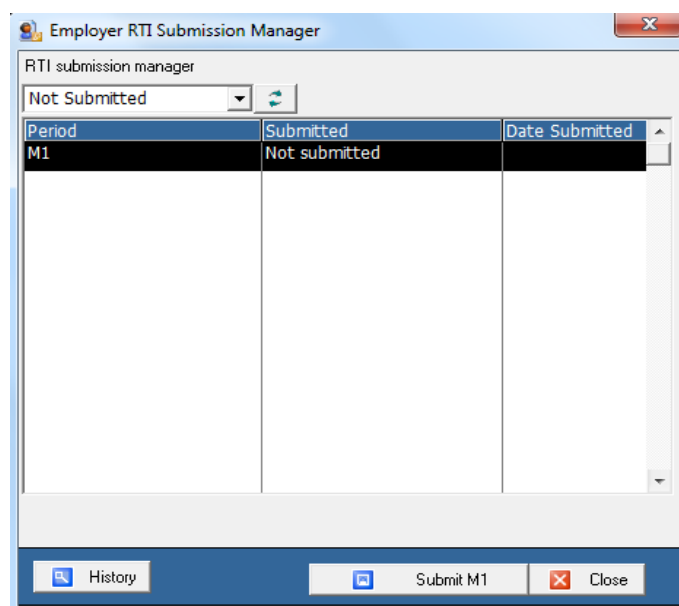 Employer RTI Submission Manager
RTI submission manager
Not Submitted
Period Submitted Date Submitted
M1 Not submitted
History Submit M1 Close